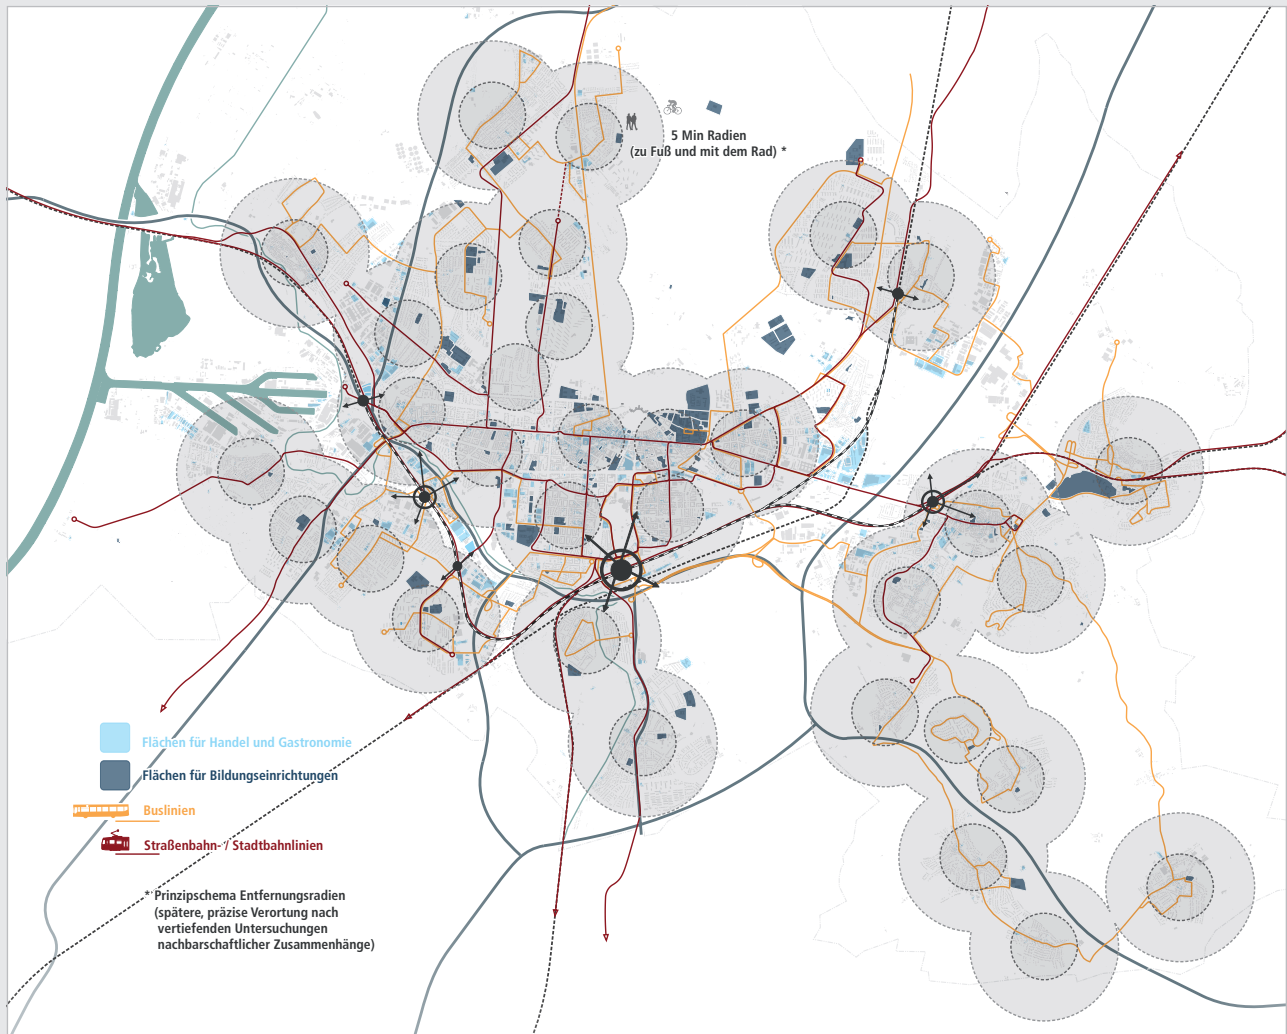 5 Min Radien
(zu Fuß und mit dem Rad) *
Flächen für Handel und Gastronomie
Flächen für Bildungseinrichtungen
Buslinien
Straßenbahn- / Stadtbahnlinien
* Prinzipschema Entfernungsradien
(spätere, präzise Verortung nach
vertiefenden Untersuchungen
nachbarschaftlicher Zusammenhänge)